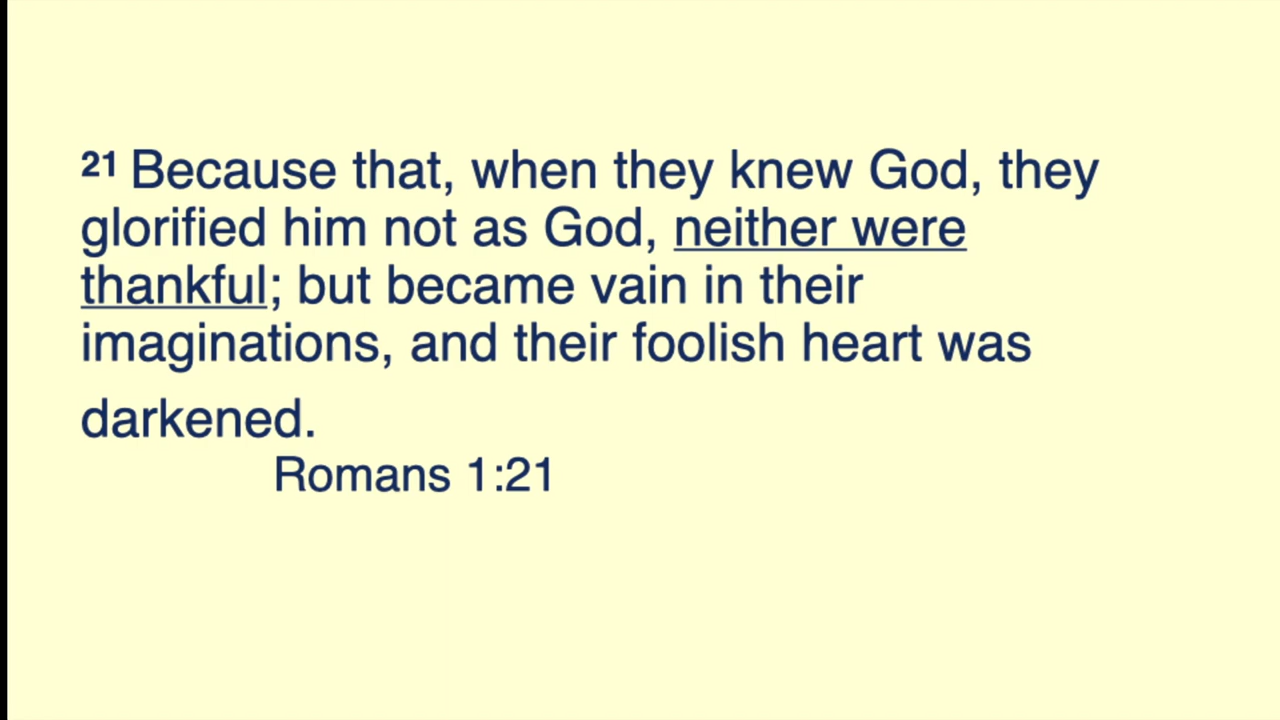 21 Because that, when they knew God, they
glorified him not as God, neither were
thankful; but became vain in their
imaginations, and their foolish heart was
darkened.
Romans 1:21